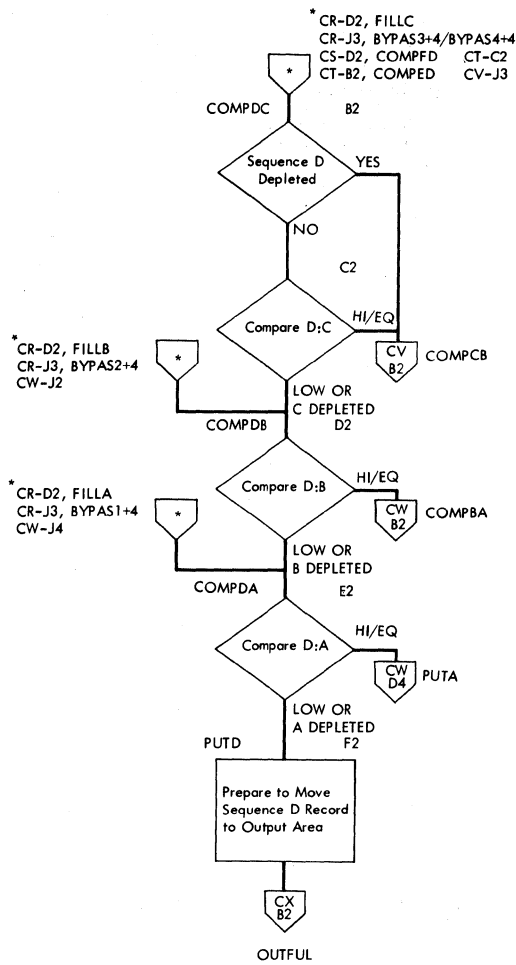 * CR-D2, FILLC
CR-J3, BYPAS3+4/BYPAS4+4
CS-D2, COMPFD CT-C2
CT-B2, COMPED CV-J3
*
COMPDC B2
Sequence D
Depleted
YES
NO
C2
Compare D:C
HI/EQ
CV
B2
COMPCB
* CR-D2, FILLB
CR-J3, BYPAS2+4
CW-J2
*
LOW OR
C DEPLETED
COMPDB D2
Compare D:B
HI/EQ
CW
B2
COMPBA
* CR-D2, FILLA
CR-J3, BYPAS1+4
CW-J4
*
LOW OR
B DEPLETED
COMPDA E2
Compare D:A
HI/EQ
CW
D4
PUTA
LOW OR
A DEPLETED
PUTD F2
Prepare to Move
Sequence D Record
to Output Area
CX
B2
OUTFUL